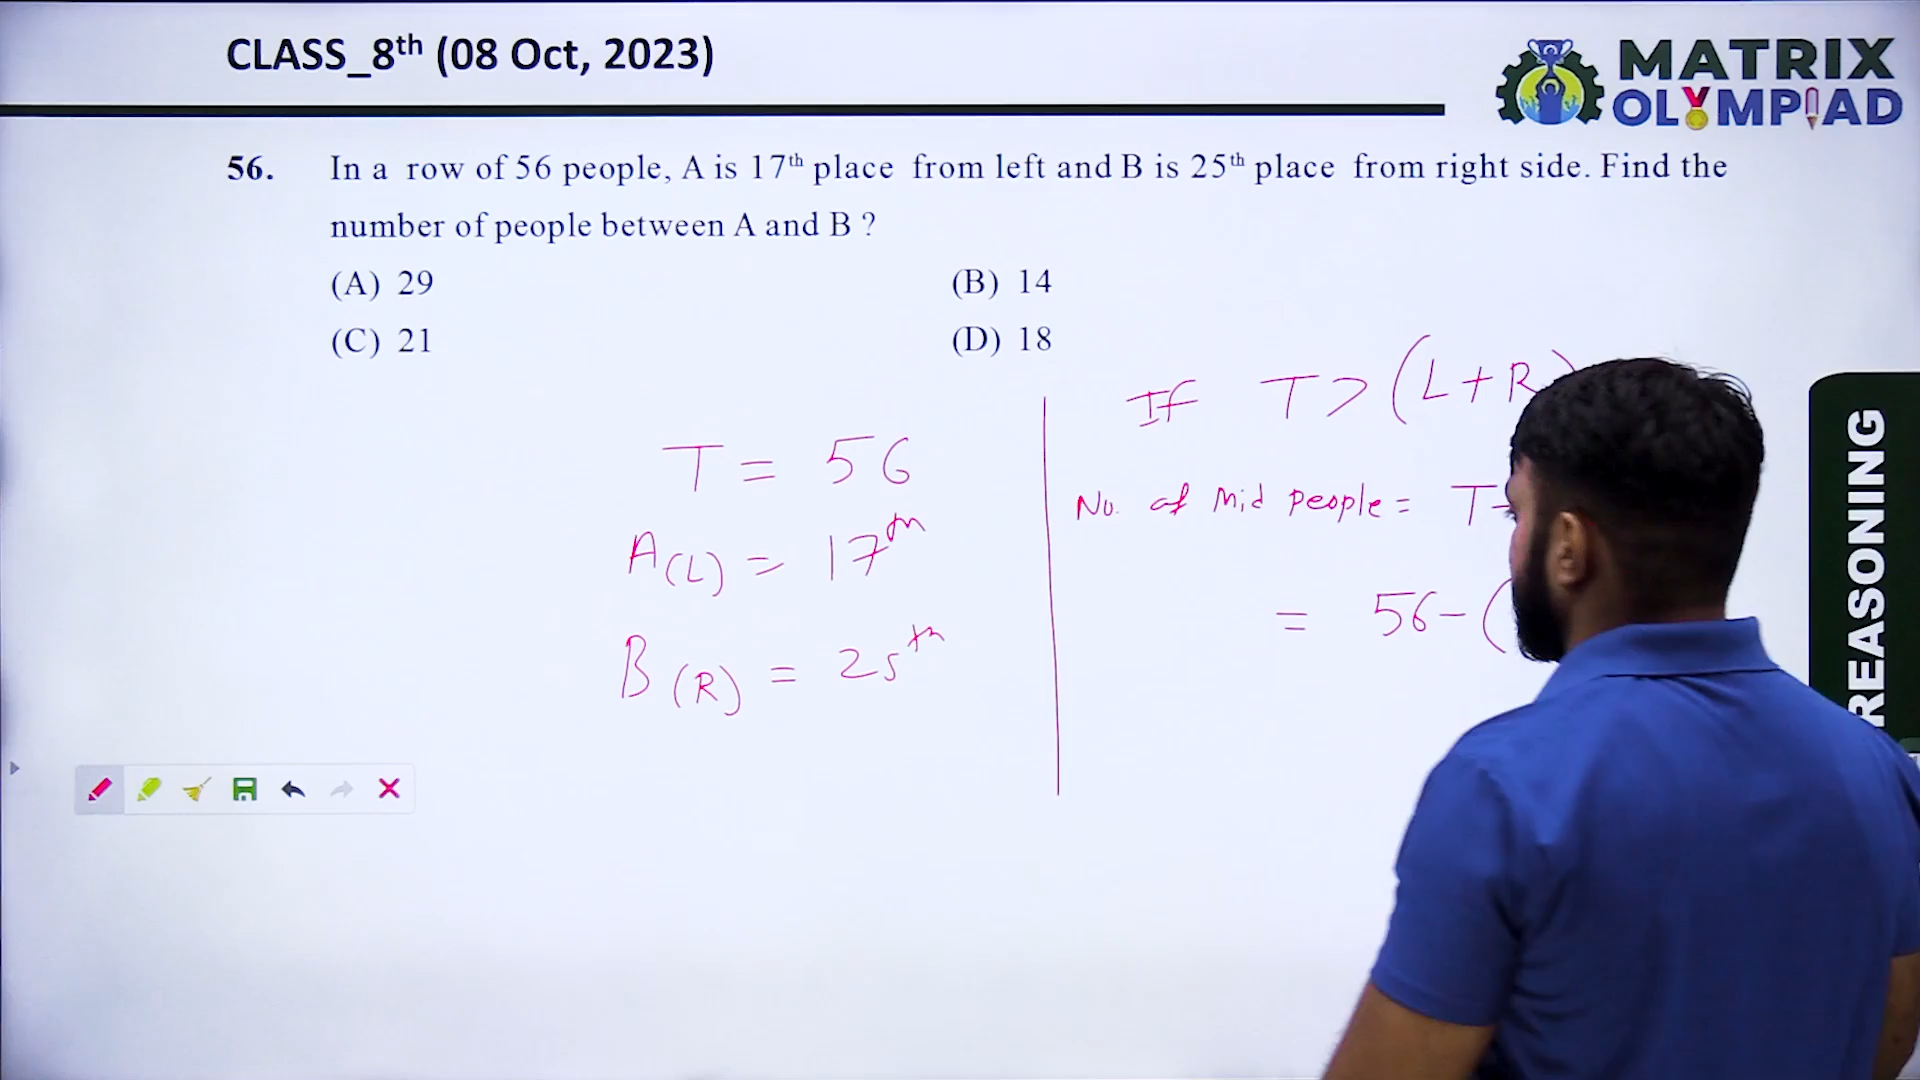 CLASS_8th (08 Oct, 2023)
MATRIX
OLYMPIAD
56. In a row of 56 people, A is 17th place from left and B is 25th place from right side. Find the
number of people between A and B ?
(A) 29 (B) 14
(C) 21 (D) 18
T = 56
A(L) = 17th
B(R) = 25th
If T > (L+R)
No. of mid people = T-
= 56-(
REASONING